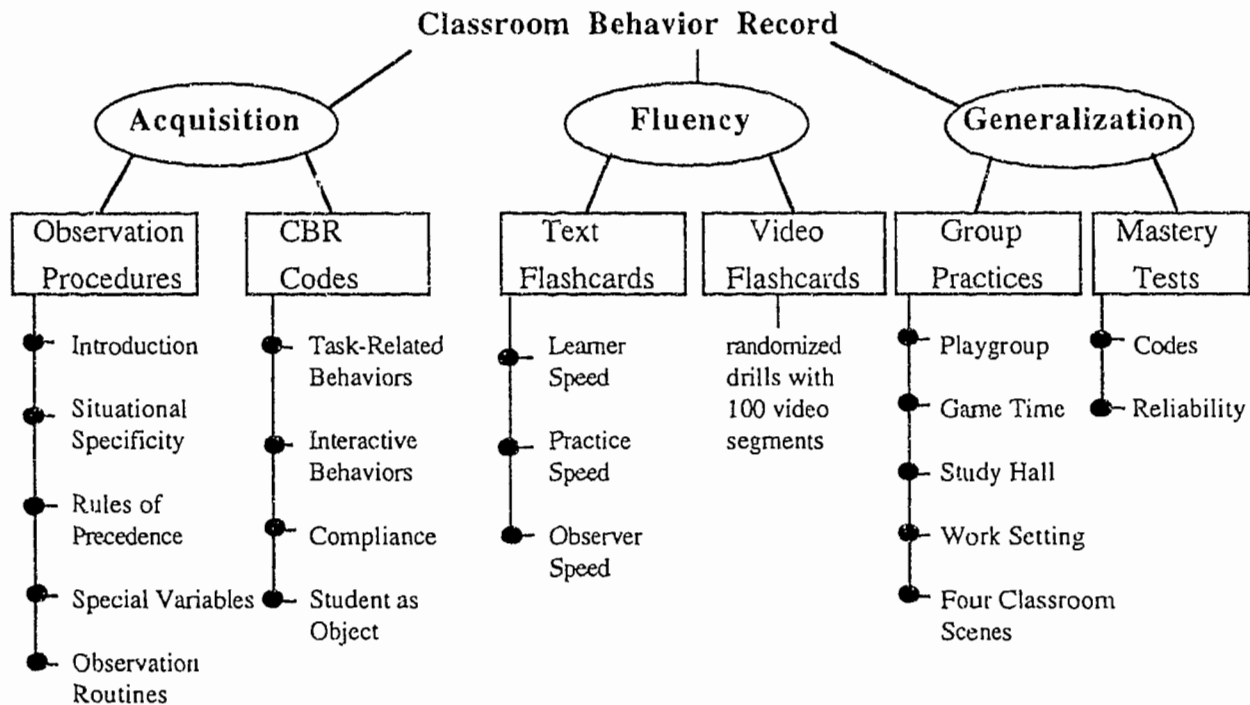 Classroom Behavior Record
Acquisition
Fluency
Generalization
Observation
Procedures
CBR
Codes
Text
Flashcards
Video
Flashcards
Group
Practices
Mastery
Tests
Introduction
Situational
Specificity
Rules of
Precedence
Special Variables
Observation
Routines
Task-Related
Behaviors
Interactive
Behaviors
Compliance
Student as
Object
Learner
Speed
Practice
Speed
Observer
Speed
randomized
drills with
100 video
segments
Playgroup
Game Time
Study Hall
Work Setting
Four Classroom
Scenes
Codes
Reliability